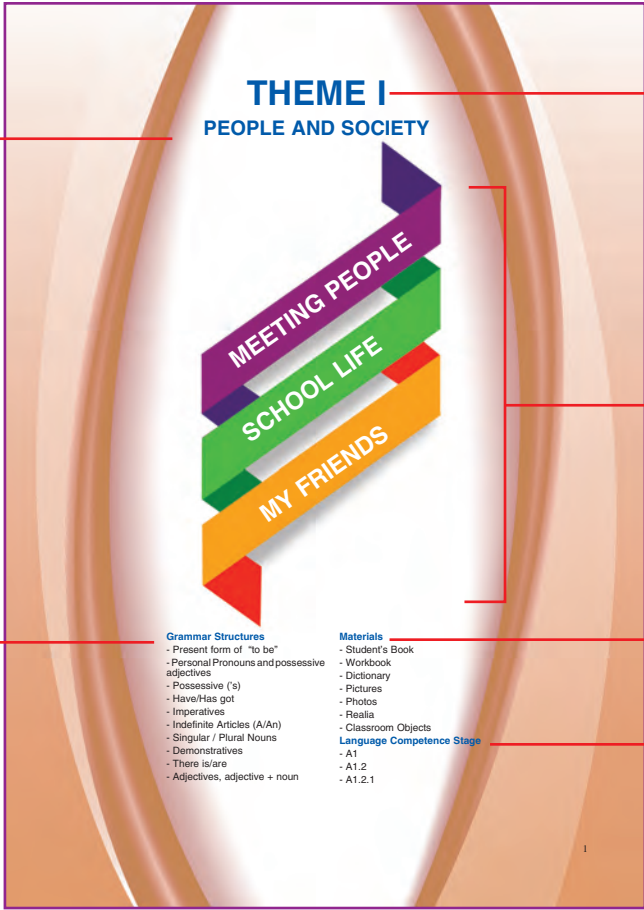 THEME I
PEOPLE AND SOCIETY
MEETING PEOPLE
SCHOOL LIFE
MY FRIENDS
Grammar Structures
- Present form of "to be"
- Personal Pronouns and possessive
adjectives
- Possessive ('s)
- Have/Has got
- Imperatives
- Indefinite Articles (A/An)
- Singular / Plural Nouns
- Demonstratives
- There is/are
- Adjectives, adjective + noun
Materials
- Student's Book
- Workbook
- Dictionary
- Pictures
- Photos
- Realia
- Classroom Objects
Language Competence Stage
- A1
- A1.2
- A1.2.1
1